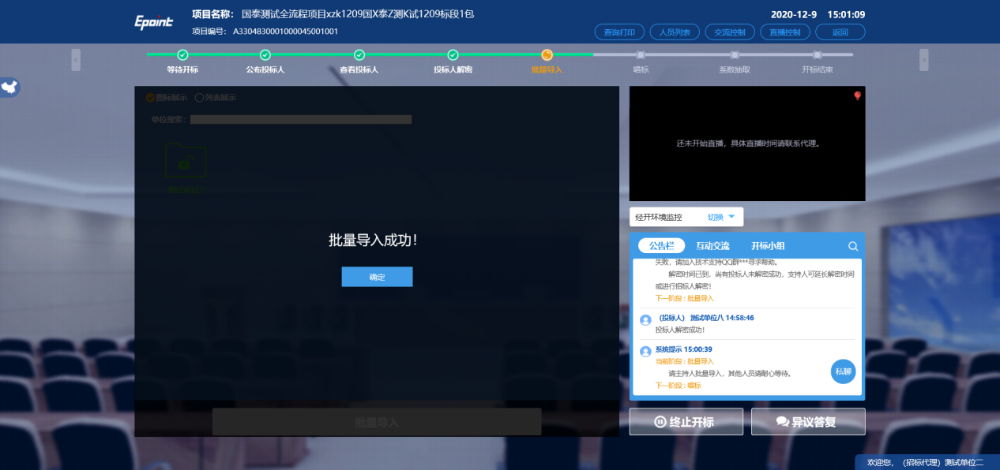 Epoint
项目名称： 国泰测试全流程项目xzk1209国X泰Z测K试1209标段1包
项目编号： A3304830001000045001001
2020-12-9 15:01:09
查询打印 人员列表 交流控制 直播控制 返回
等待开标 公布投标人 查看投标人 投标人解密 批量导入 唱标 系数抽取 开标结束
图标展示 列表展示
单位搜索：
测试单位八
批量导入成功！
确定
批量导入
还未开始直播，具体直播时间请联系代理。
经开环境监控 切换
公告栏 互动交流 开标小组
失败，请加入技术支持QQ群***寻求帮助。
解密时间已到，尚有投标人未解密成功，支持人可延长解密时间
或进行招标人解密！
下一阶段：批量导入
（投标人） 测试单位八 14:58:46
投标人解密成功！
系统提示 15:00:39
当前阶段：批量导入
请主持人批量导入，其他人员请耐心等待。
下一阶段：唱标
私聊
终止开标 异议答复
欢迎您，（招标代理）测试单位二